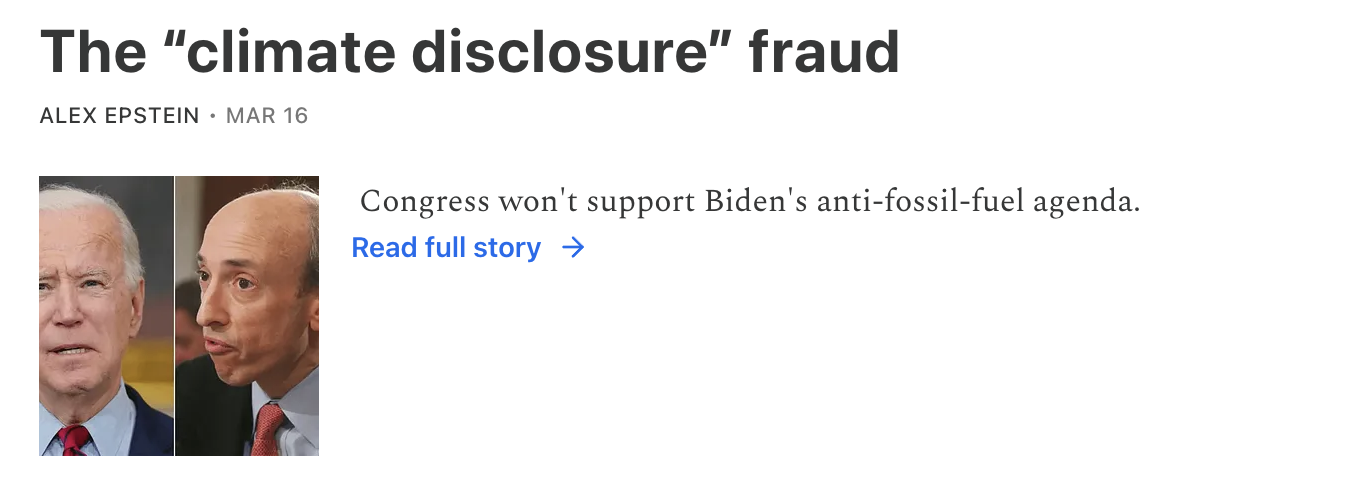 The “climate disclosure” fraud
ALEX EPSTEIN • MAR 16
Congress won't support Biden's anti-fossil-fuel agenda.
Read full story →